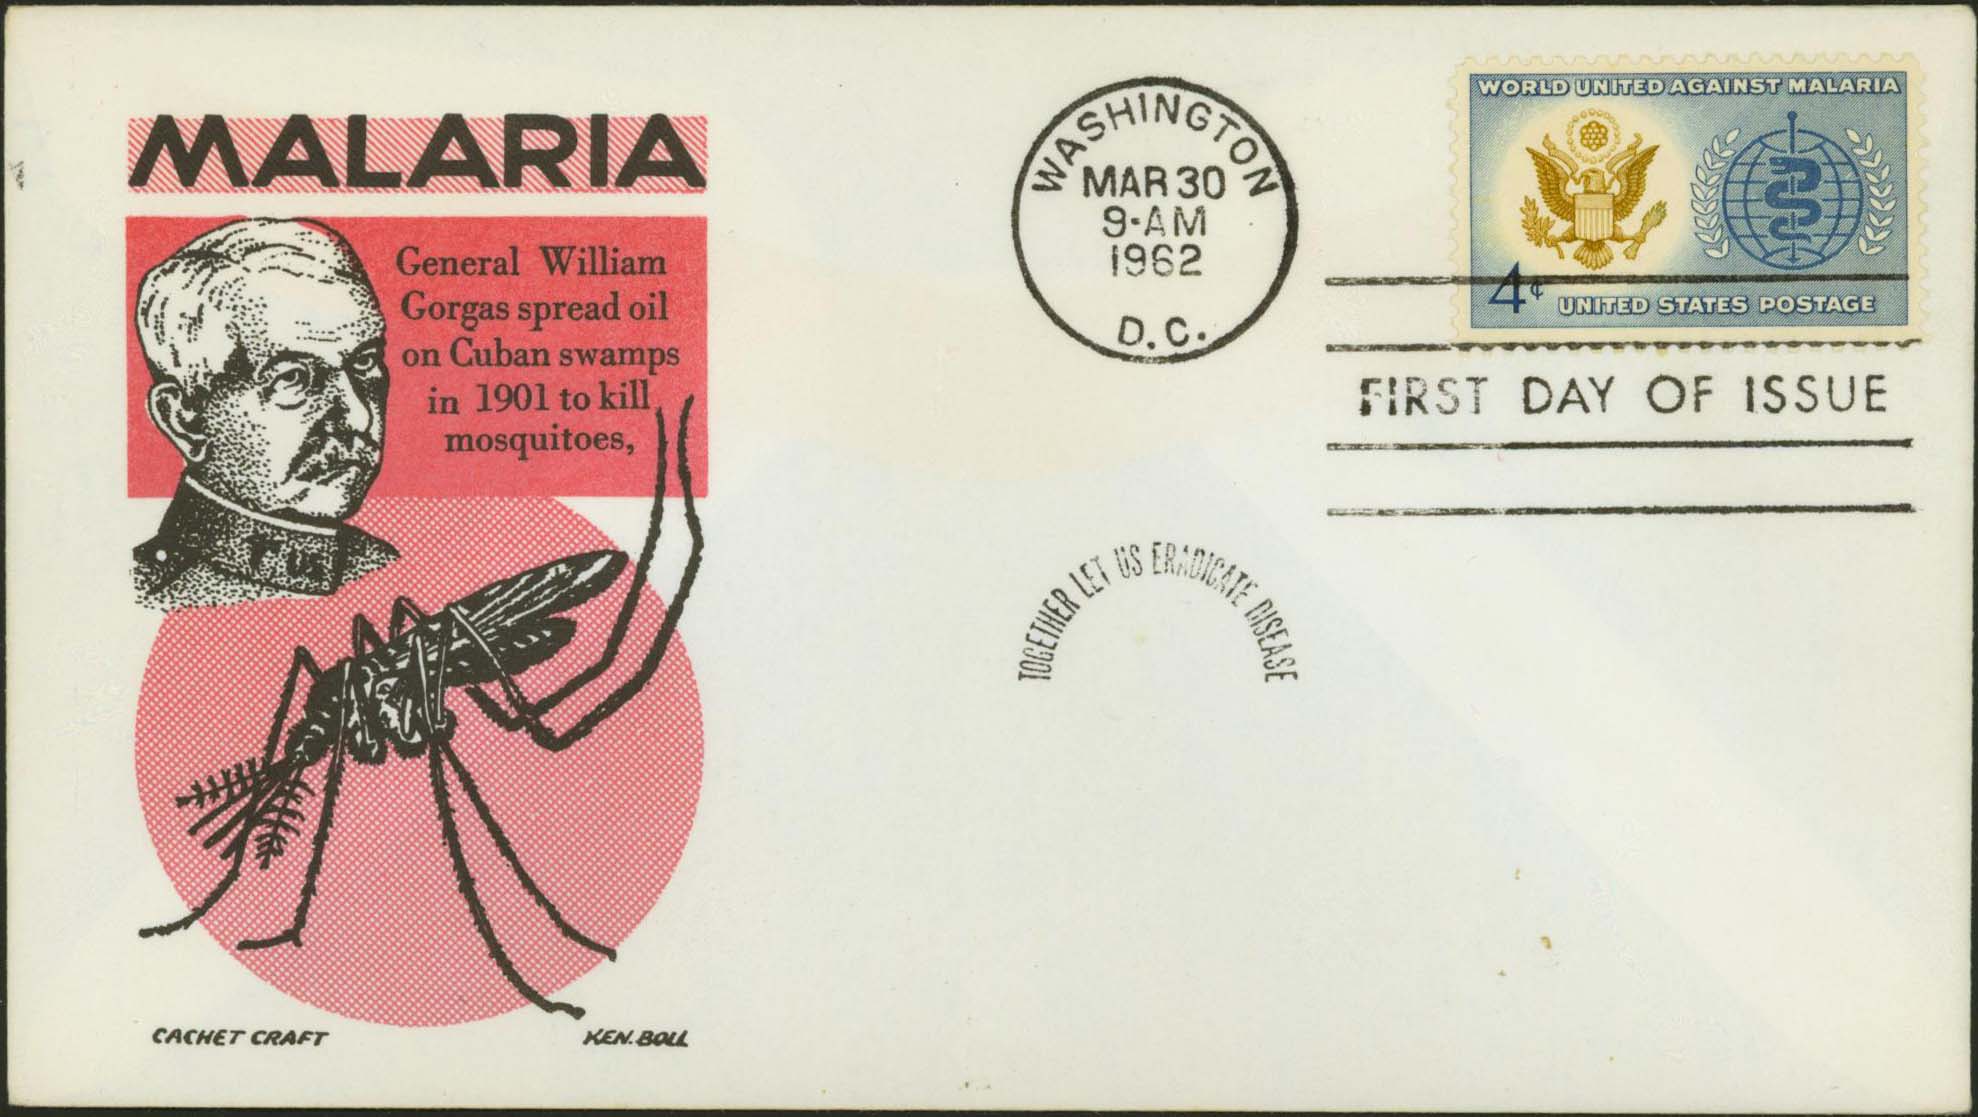 MALARIA
General William
Gorgas spread oil
on Cuban swamps
in 1901 to kill
mosquitoes,
US
CACHET CRAFT
KEN. BOLL
WASHINGTON
MAR 30
9-AM
1962
D.C.
WORLD UNITED AGAINST MALARIA
4¢
UNITED STATES POSTAGE
FIRST DAY OF ISSUE
TOGETHER LET US ERADICATE DISEASE